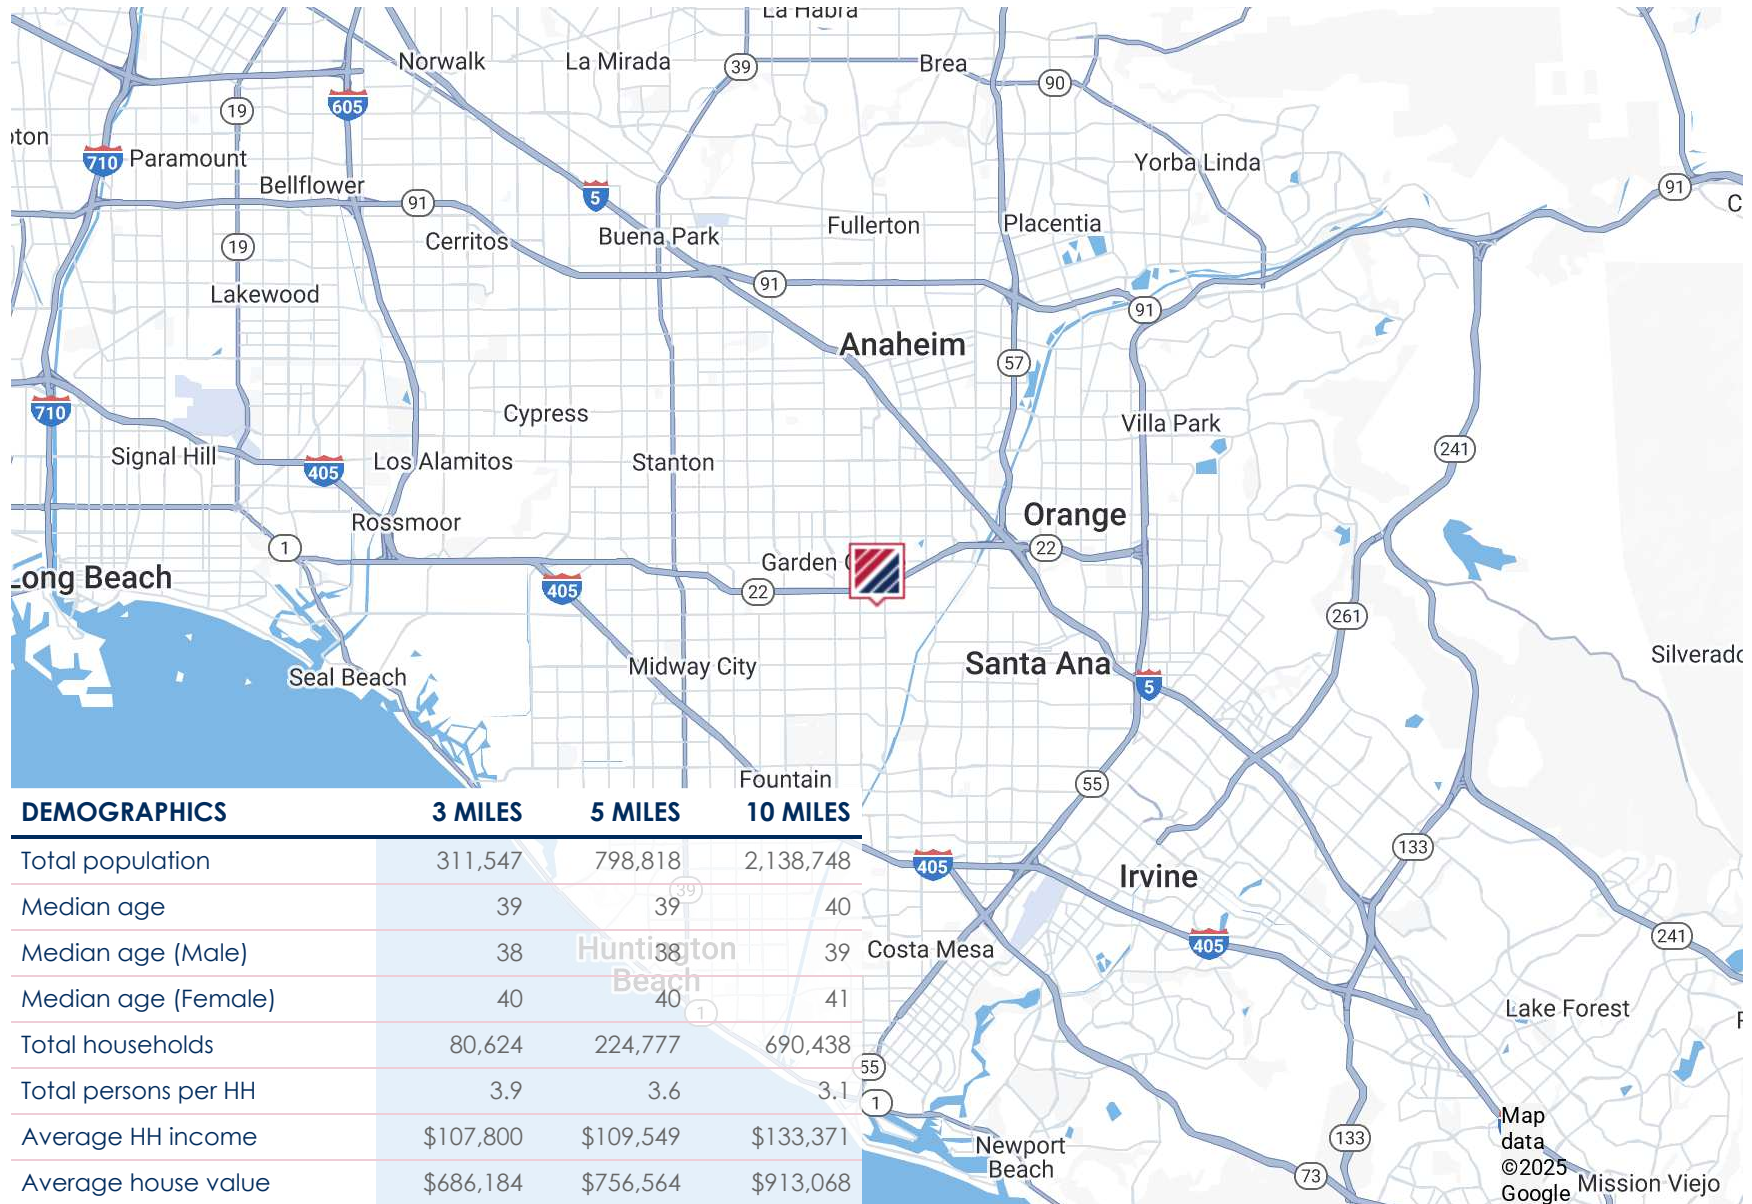 La Habra
Norwalk
La Mirada
39
Brea
90
19
605
710
Paramount
Yorba Linda
Bellflower
91
5
91
Cerritos
Buena Park
Fullerton
Placentia
19
Lakewood
91
91
Anaheim
57
710
Cypress
Villa Park
Signal Hill
405
Los Alamitos
Stanton
241
Rossmoor
Orange
1
Garden
22
Long Beach
405
22
261
Seal Beach
Midway City
Santa Ana
5
Silverado
Fountain
55
DEMOGRAPHICS 3 MILES 5 MILES 10 MILES
Total population 311,547 798,818 2,138,748
Median age 39 39 40
Median age (Male) 38 38 39
Median age (Female) 40 40 41
Total households 80,624 224,777 690,438
Total persons per HH 3.9 3.6 3.1
Average HH income $107,800 $109,549 $133,371
Average house value $686,184 $756,564 $913,068
39
Huntington
Beach
1
405
Irvine
133
Costa Mesa
405
241
Lake Forest
55
1
Newport
Beach
133
73
Map
data
©2025
Google
Mission Viejo